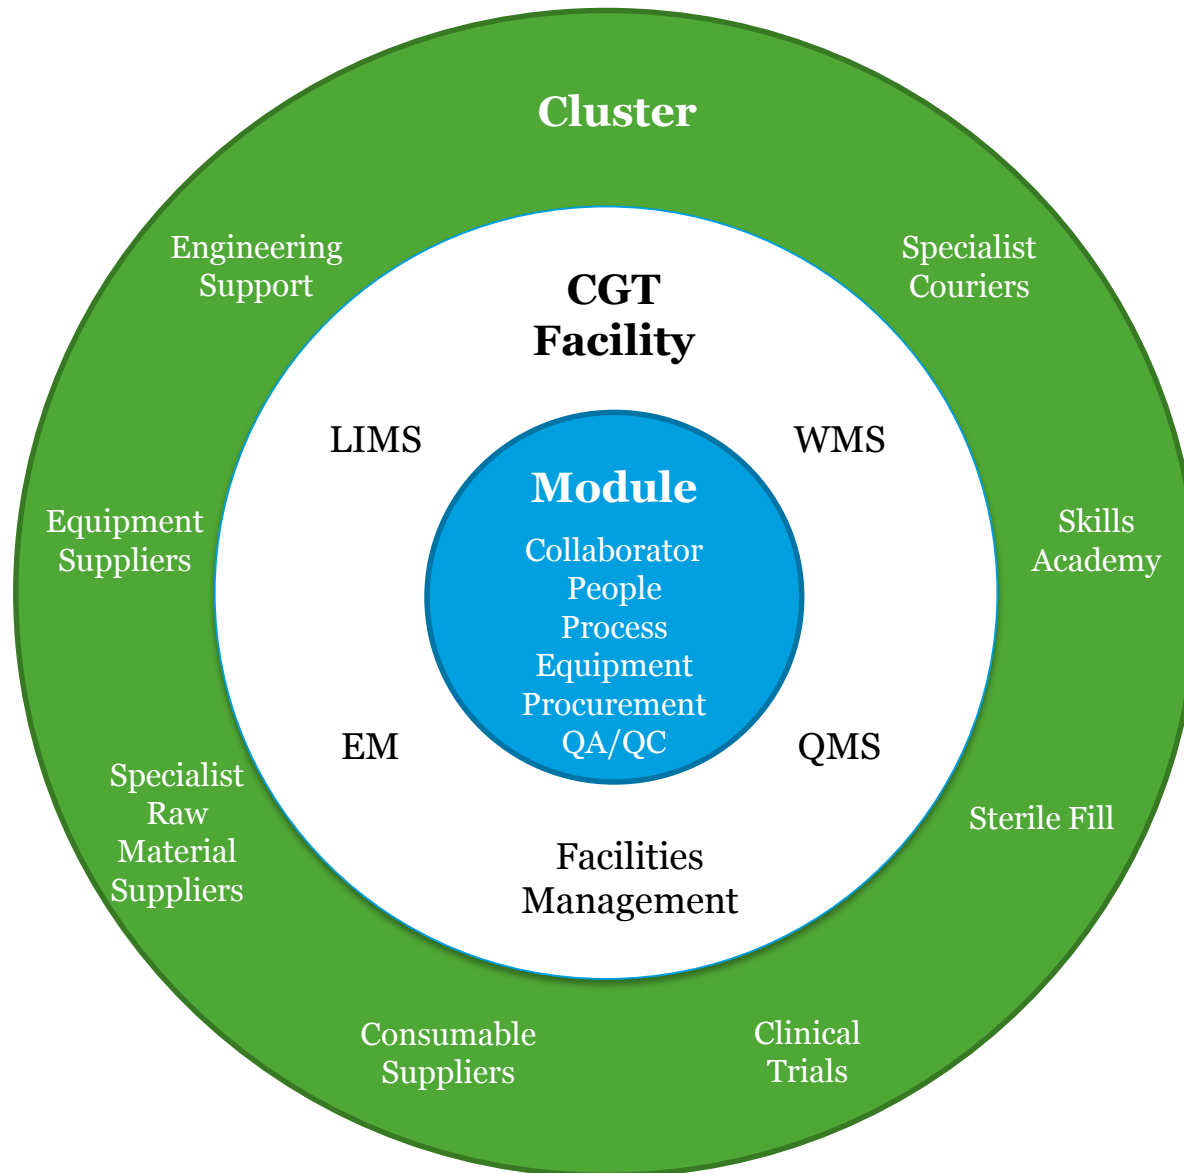 Cluster
Engineering
Support
Specialist
Couriers
CGT
Facility
LIMS
WMS
Module
Collaborator
People
Process
Equipment
Procurement
QA/QC
Equipment
Suppliers
Skills
Academy
EM
QMS
Specialist
Raw
Material
Suppliers
Sterile Fill
Facilities
Management
Consumable
Suppliers
Clinical
Trials